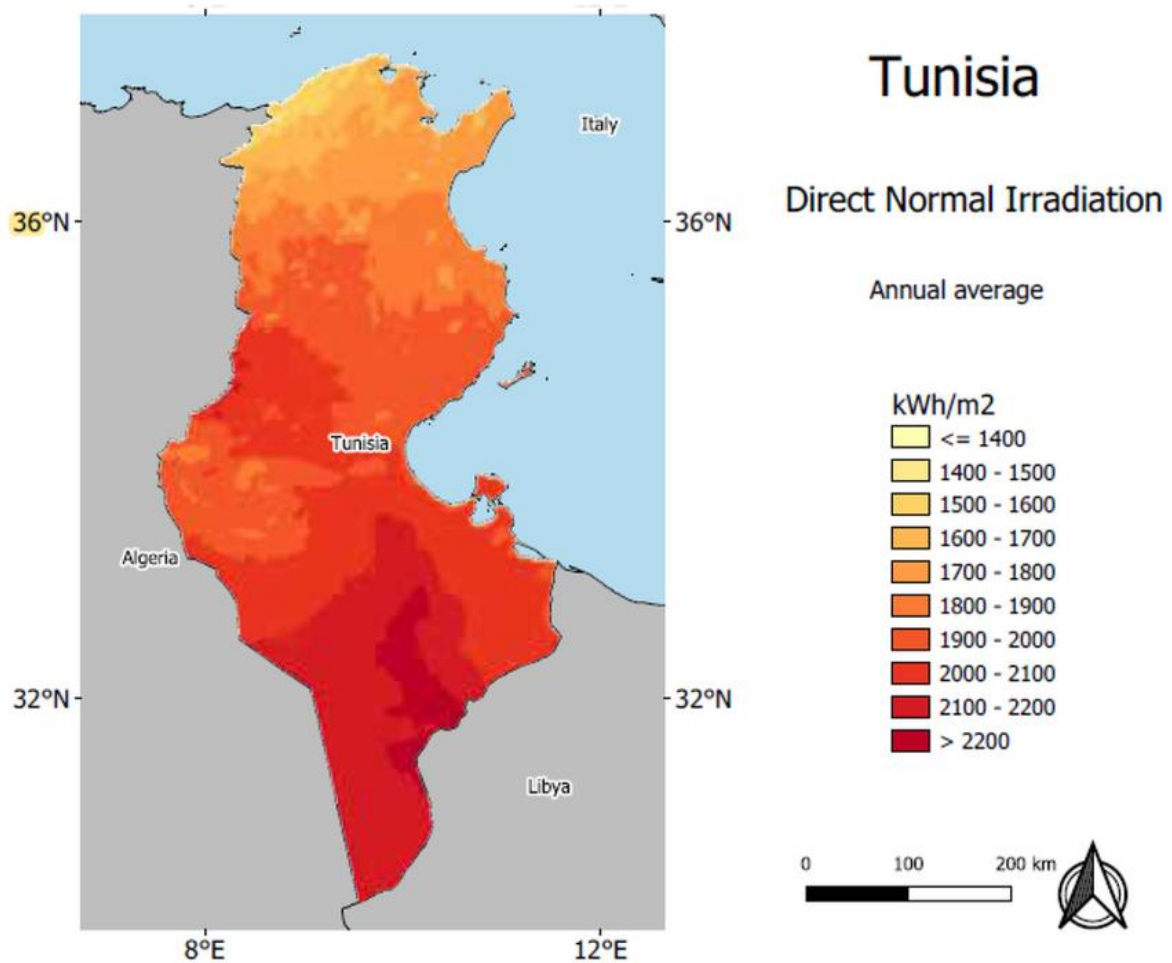 Tunisia
Direct Normal Irradiation
Annual average
kWh/m2
<= 1400
1400 - 1500
1500 - 1600
1600 - 1700
1700 - 1800
1800 - 1900
1900 - 2000
2000 - 2100
2100 - 2200
> 2200
0 100 200 km
Italy
36°N 36°N
Tunisia
Algeria
32°N 32°N
Libya
8°E 12°E